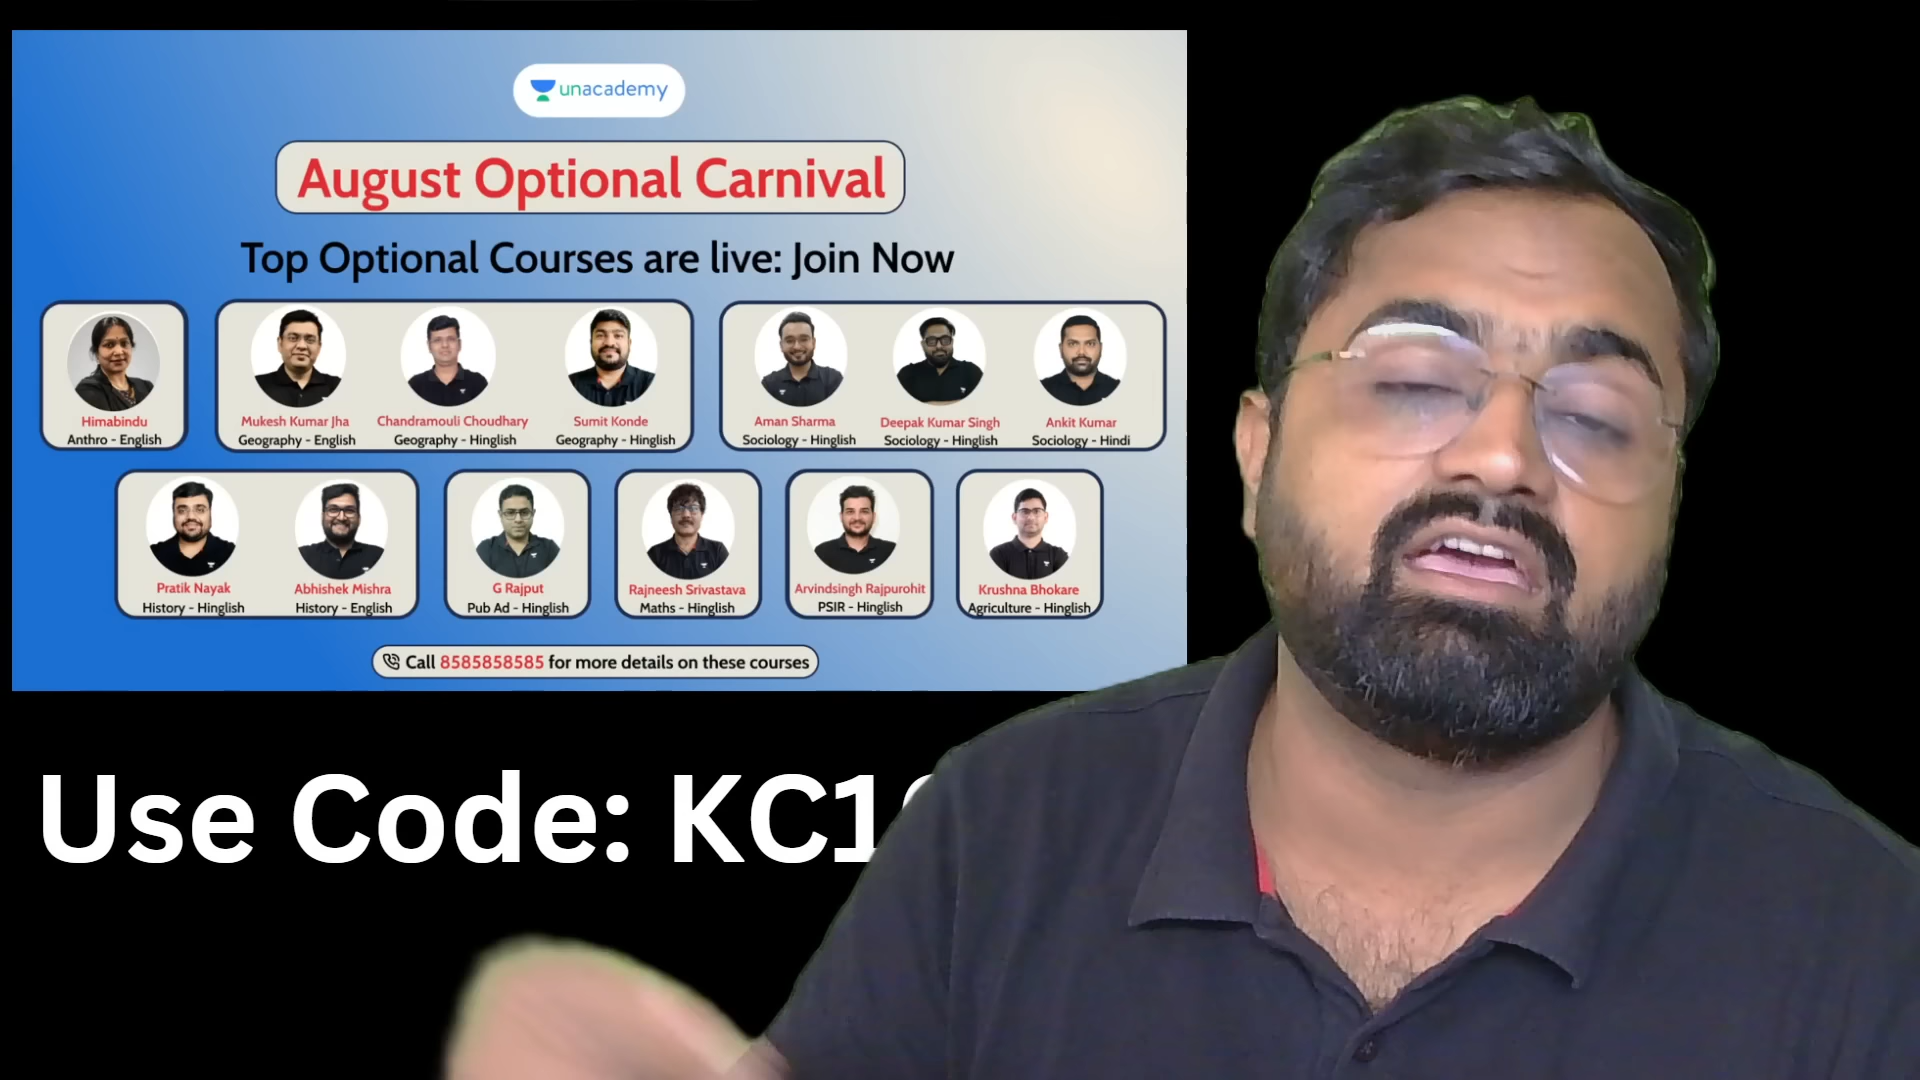 unacademy
August Optional Carnival
Top Optional Courses are live: Join Now
Himabindu
Anthro - English
Mukesh Kumar Jha
Geography - English
Chandramouli Choudhary
Geography - Hinglish
Sumit Konde
Geography - Hinglish
Aman Sharma
Sociology - Hinglish
Deepak Kumar Singh
Sociology - Hinglish
Ankit Kumar
Sociology - Hindi
Pratik Nayak
History - Hinglish
Abhishek Mishra
History - English
G Rajput
Pub Ad - Hinglish
Rajneesh Srivastava
Maths - Hinglish
Arvindsingh Rajpurohit
PSIR - Hinglish
Krushna Bhokare
Agriculture - Hinglish
Call 8585858585 for more details on these courses
Use Code: